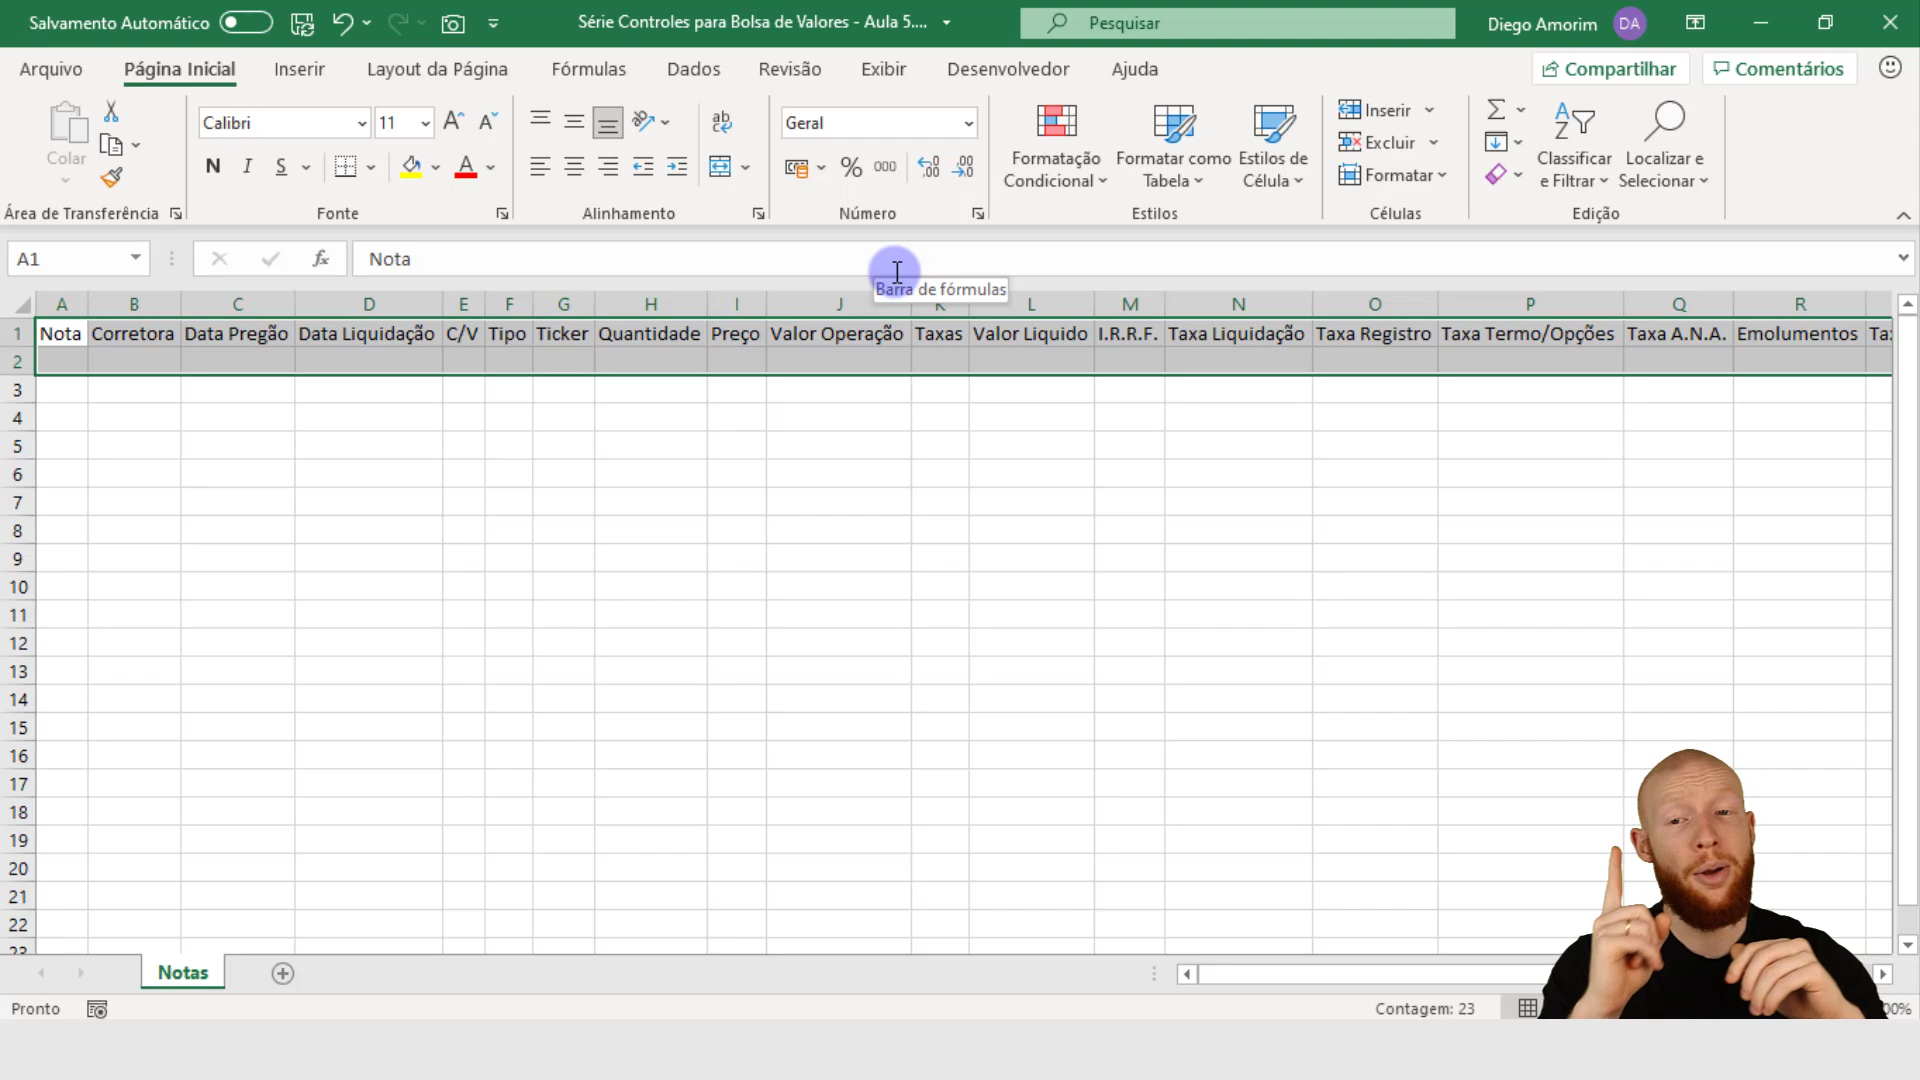 Salvamento Automático
Série Controles para Bolsa de Valores - Aula 5....
Pesquisar
Diego Amorim
DA
Arquivo
Página Inicial
Inserir
Layout da Página
Fórmulas
Dados
Revisão
Exibir
Desenvolvedor
Ajuda
Compartilhar
Comentários
Colar
Área de Transferência
Calibri
11
N I S
Fonte
Alinhamento
Geral
% 000
Número
Formatação Condicional
Formatar como Tabela
Estilos de Célula
Estilos
Inserir
Excluir
Formatar
Células
Classificar e Filtrar
Localizar e Selecionar
Edição
A1
fx
Nota
Barra de fórmulas
A B C D E F G H I J K L M N O P Q R
1 Nota Corretora Data Pregão Data Liquidação C/V Tipo Ticker Quantidade Preço Valor Operação Taxas Valor Liquido I.R.R.F. Taxa Liquidação Taxa Registro Taxa Termo/Opções Taxa A.N.A. Emolumentos
2
3
4
5
6
7
8
9
10
11
12
13
14
15
16
17
18
19
20
21
22
23
Notas
Pronto
Contagem: 23